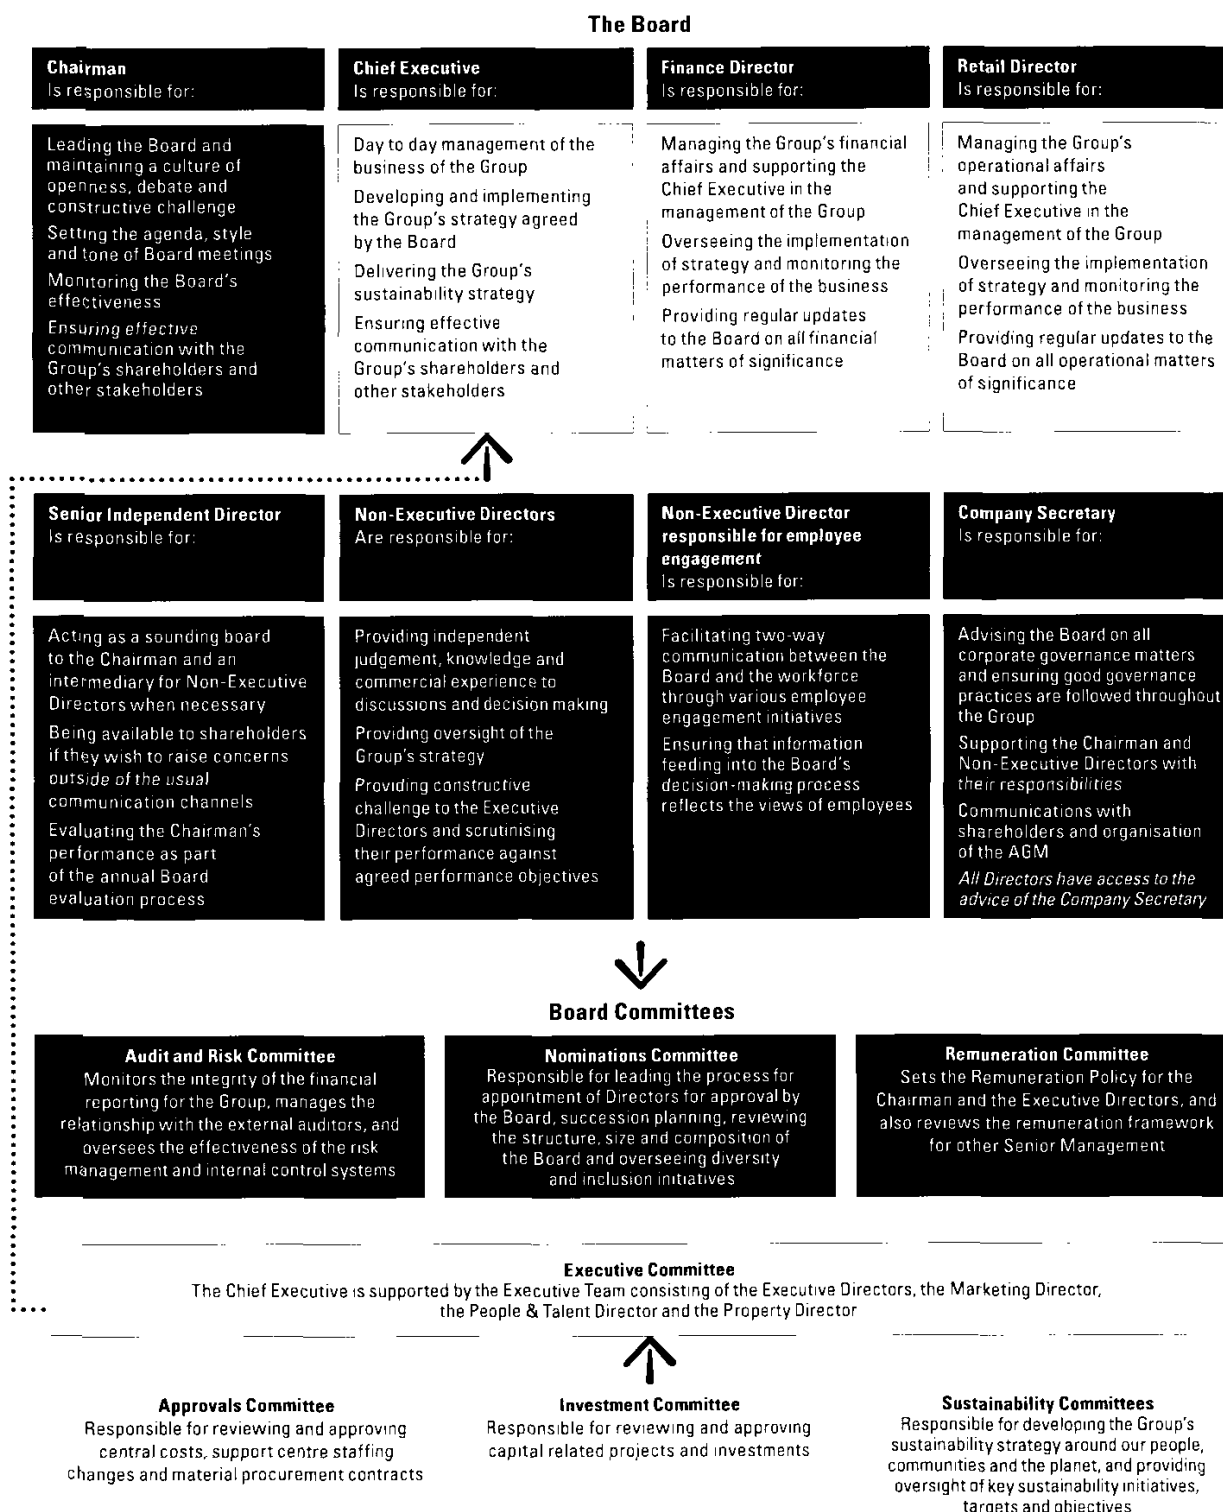 The Board
Chairman
Is responsible for:
Leading the Board and
maintaining a culture of
openness, debate and
constructive challenge
Setting the agenda, style
and tone of Board meetings
Monitoring the Board's
effectiveness
Ensuring effective
communication with the
Group's shareholders and
other stakeholders
Chief Executive
Is responsible for:
Day to day management of the
business of the Group
Developing and implementing
the Group's strategy agreed
by the Board
Delivering the Group's
sustainability strategy
Ensuring effective
communication with the
Group's shareholders and
other stakeholders
Finance Director
Is responsible for:
Managing the Group's financial
affairs and supporting the
Chief Executive in the
management of the Group
Overseeing the implementation
of strategy and monitoring the
performance of the business
Providing regular updates
to the Board on all financial
matters of significance
Retail Director
Is responsible for:
Managing the Group's
operational affairs
and supporting the
Chief Executive in the
management of the Group
Overseeing the implementation
of strategy and monitoring the
performance of the business
Providing regular updates to the
Board on all operational matters
of significance
Senior Independent Director
Is responsible for:
Acting as a sounding board
to the Chairman and an
intermediary for Non-Executive
Directors when necessary
Being available to shareholders
if they wish to raise concerns
outside of the usual
communication channels
Evaluating the Chairman's
performance as part
of the annual Board
evaluation process
Non-Executive Directors
Are responsible for:
Providing independent
judgement, knowledge and
commercial experience to
discussions and decision making
Providing oversight of the
Group's strategy
Providing constructive
challenge to the Executive
Directors and scrutinising
their performance against
agreed performance objectives
Non-Executive Director
responsible for employee
engagement
Is responsible for:
Facilitating two-way
communication between the
Board and the workforce
through various employee
engagement initiatives
Ensuring that information
feeding into the Board's
decision-making process
reflects the views of employees
Company Secretary
Is responsible for:
Advising the Board on all
corporate governance matters
and ensuring good governance
practices are followed throughout
the Group
Supporting the Chairman and
Non-Executive Directors with
their responsibilities
Communications with
shareholders and organisation
of the AGM
All Directors have access to the
advice of the Company Secretary
Board Committees
Audit and Risk Committee
Monitors the integrity of the financial
reporting for the Group, manages the
relationship with the external auditors, and
oversees the effectiveness of the risk
management and internal control systems
Nominations Committee
Responsible for leading the process for
appointment of Directors for approval by
the Board, succession planning, reviewing
the structure, size and composition of
the Board and overseeing diversity
and inclusion initiatives
Remuneration Committee
Sets the Remuneration Policy for the
Chairman and the Executive Directors, and
also reviews the remuneration framework
for other Senior Management
Executive Committee
The Chief Executive is supported by the Executive Team consisting of the Executive Directors, the Marketing Director,
the People & Talent Director and the Property Director
Approvals Committee
Responsible for reviewing and approving
central costs, support centre staffing
changes and material procurement contracts
Investment Committee
Responsible for reviewing and approving
capital related projects and investments
Sustainability Committees
Responsible for developing the Group's
sustainability strategy around our people,
communities and the planet, and providing
oversight of key sustainability initiatives,
targets and objectives